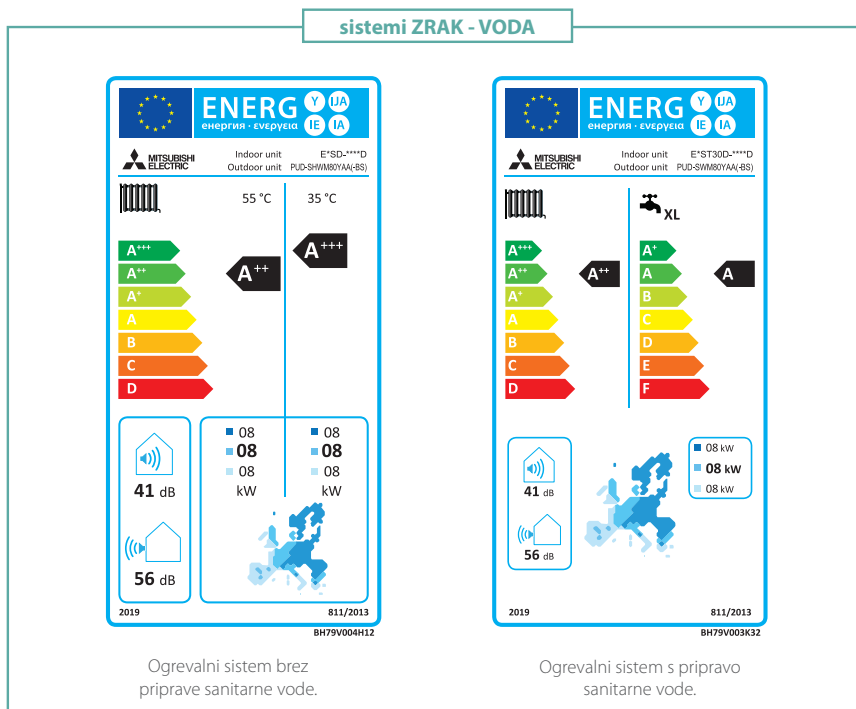 sistemi ZRAK - VODA
ENERG Y IJA
енергия · ενεργεια IE IA
MITSUBISHI ELECTRIC
Indoor unit E*SD-****D
Outdoor unit PUD-SHWM80YAA(-BS)
55 °C 35 °C
A+++
A++
A+
A
B
C
D
A++
A+++
41 dB
56 dB
08 08
08 08
08 08
kW kW
2019 811/2013
BH79V004H12
Ogrevalni sistem brez
priprave sanitarne vode.
ENERG Y IJA
енергия · ενεργεια IE IA
MITSUBISHI ELECTRIC
Indoor unit E*ST30D-****D
Outdoor unit PUD-SWM80YAA(-BS)
XL
A+++
A++
A+
A
B
C
D
A++
A+
A
B
C
D
E
F
A
41 dB
56 dB
08 kW
08 kW
08 kW
2019 811/2013
BH79V003K32
Ogrevalni sistem s pripravo
sanitarne vode.